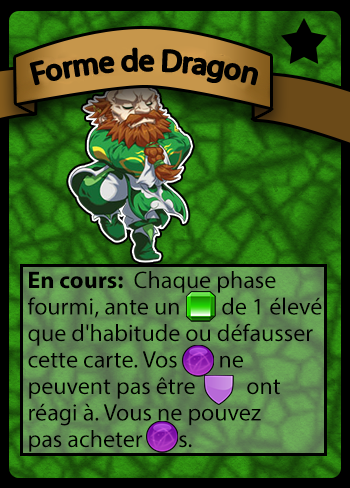 Forme de Dragon
En cours: Chaque phase
fourmi, ante un de 1 élevé
que d'habitude ou défausser
cette carte. Vos ne
peuvent pas être ont
réagi à. Vous ne pouvez
pas acheter s.